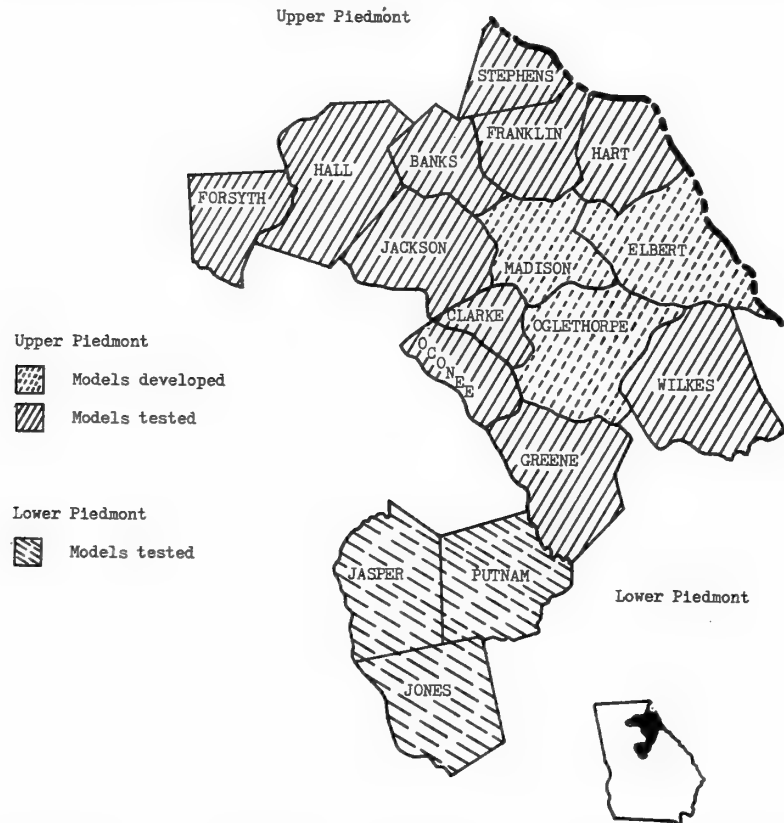 Upper Piedmont
STEPHENS
FRANKLIN
HART
BANKS
HALL
FORSYTH
JACKSON
MADISON
ELBERT
CLARKE
OGLETHORPE
OCONEE
WILKES
GREENE
Upper Piedmont
Models developed
Models tested
Lower Piedmont
Models tested
JASPER
PUTNAM
Lower Piedmont
JONES